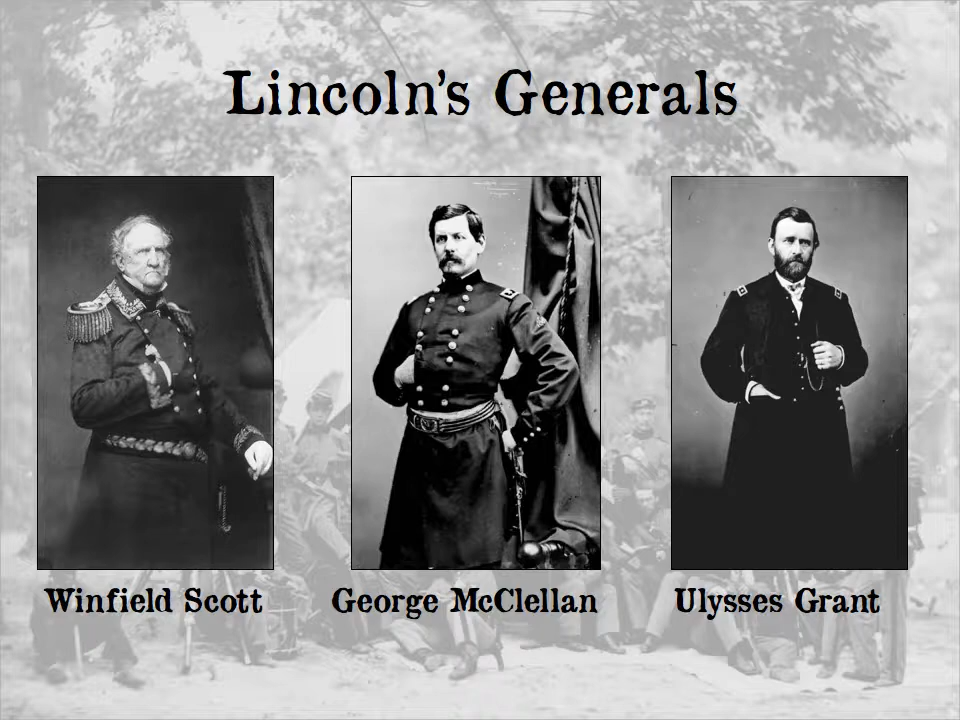 Lincoln's Generals
Winfield Scott
George McClellan
Ulysses Grant